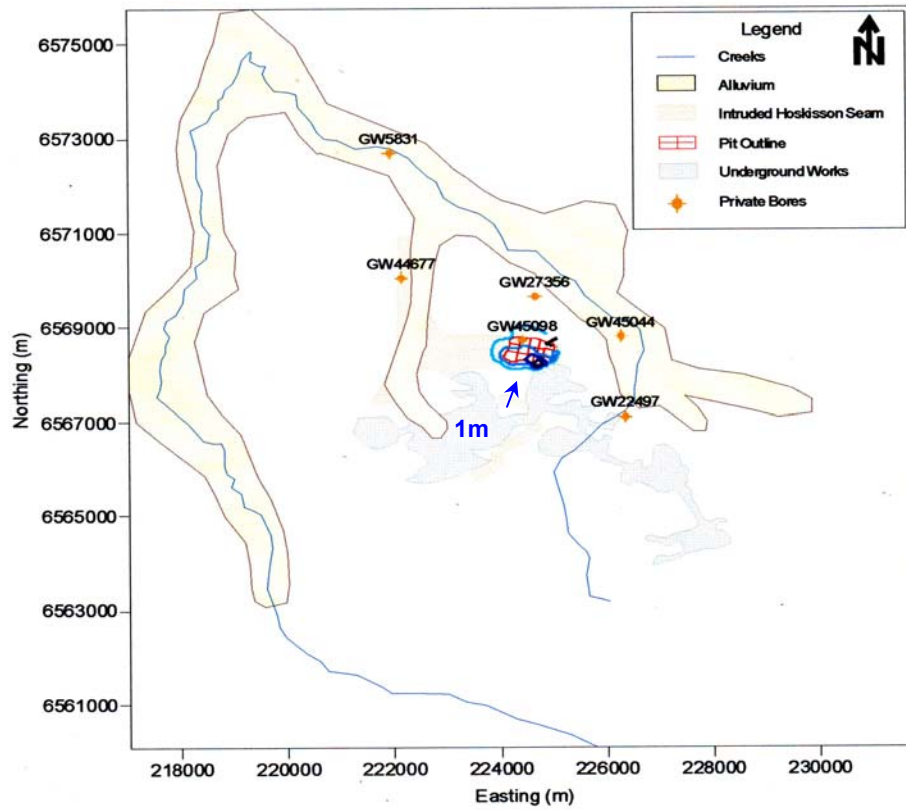 Legend
N
Creeks
Alluvium
Intruded Hoskisson Seam
Pit Outline
Underground Works
Private Bores
6575000
6573000
6571000
6569000
6567000
6565000
6563000
6561000
Northing (m)
GW5831
GW44677
GW27356
GW45098
GW45044
GW22497
1m
218000
220000
222000
224000
226000
228000
230000
Easting (m)